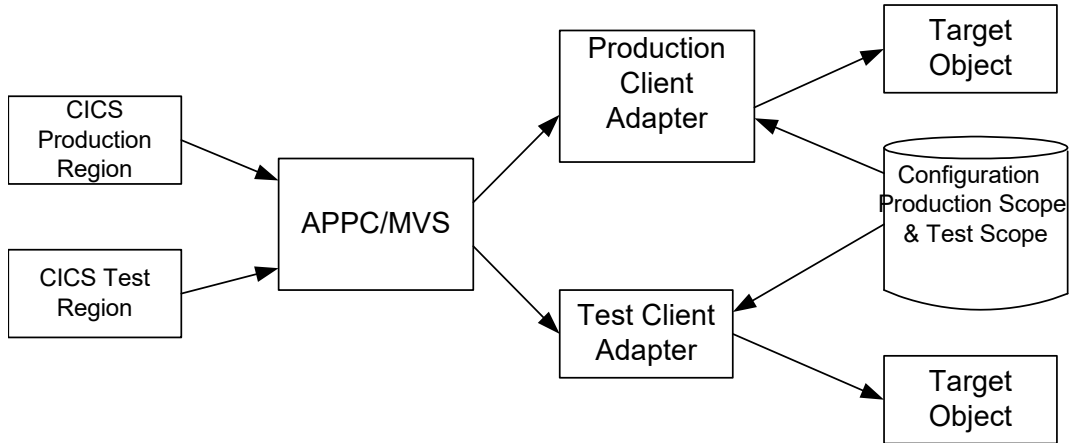 CICS
Production
Region
CICS Test
Region
APPC/MVS
Production
Client
Adapter
Test Client
Adapter
Target
Object
Configuration
Production Scope
& Test Scope
Target
Object